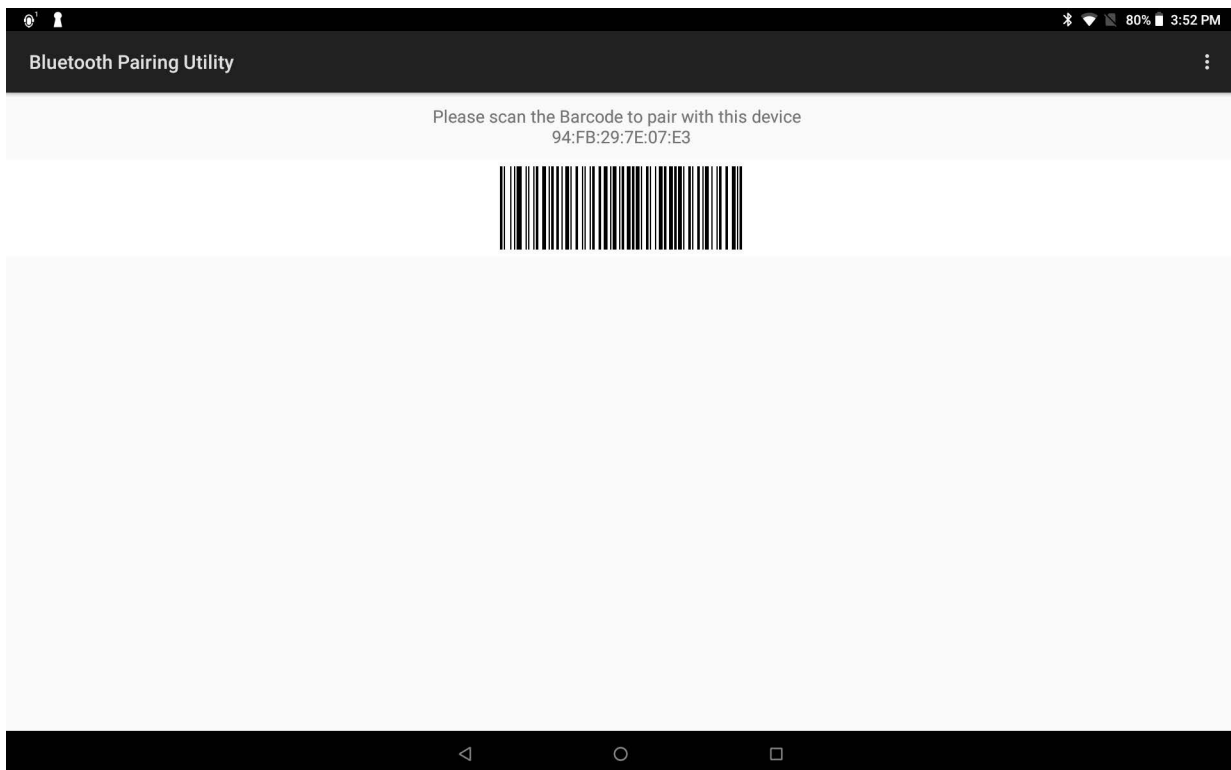 80% 3:52 PM
Bluetooth Pairing Utility
Please scan the Barcode to pair with this device
94:FB:29:7E:07:E3